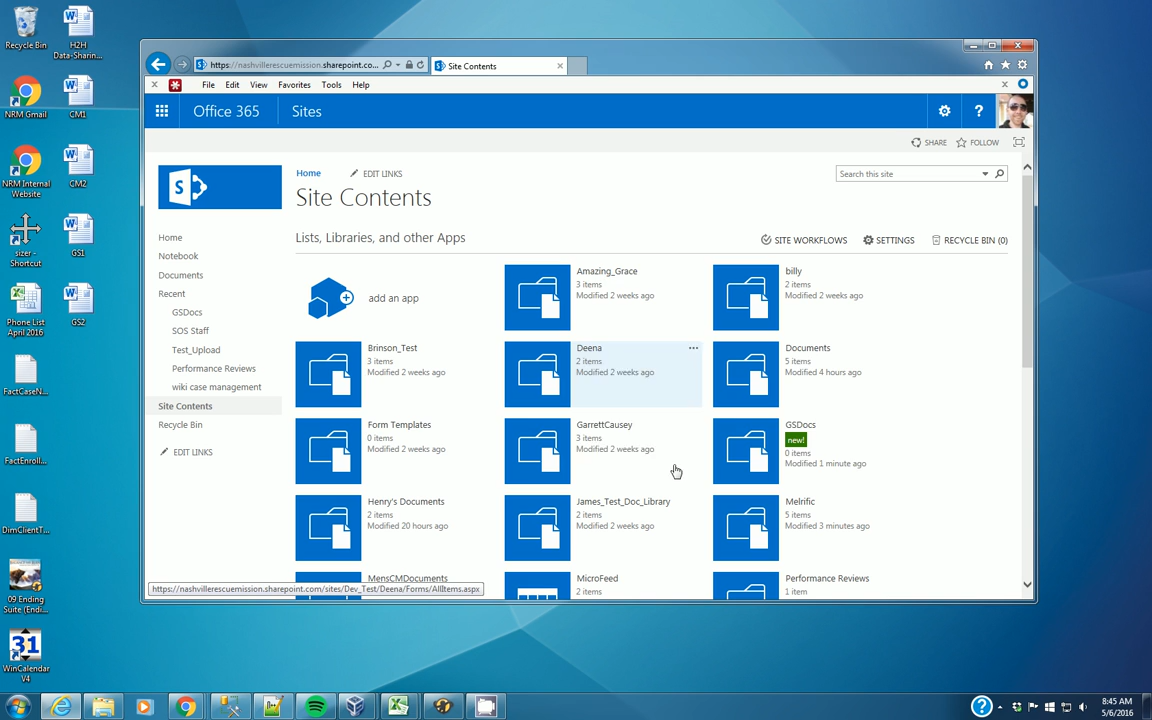 Recycle Bin
H2H
Data-Sharin...
NRM Gmail
CM1
NRM Internal
Website
CM2
sizer -
Shortcut
GS1
Phone List
April 2016
GS2
FactCaseN...
FactEnroll...
DimClientT...
09 Ending
Suite (Endi...
31
WinCalendar
V4
https://nashvillerescuemission.sharepoint.co...
Site Contents
File Edit View Favorites Tools Help
Office 365 Sites
SHARE FOLLOW
S
Home EDIT LINKS
Search this site
Site Contents
Home
Notebook
Documents
Recent
GSDocs
SOS Staff
Test_Upload
Performance Reviews
wiki case management
Site Contents
Recycle Bin
EDIT LINKS
Lists, Libraries, and other Apps
SITE WORKFLOWS SETTINGS RECYCLE BIN (0)
add an app
Amazing_Grace
3 items
Modified 2 weeks ago
billy
2 items
Modified 2 weeks ago
Brinson_Test
3 items
Modified 2 weeks ago
Deena
2 items
Modified 2 weeks ago
Documents
5 items
Modified 4 hours ago
Form Templates
0 items
Modified 2 weeks ago
GarrettCausey
3 items
Modified 2 weeks ago
GSDocs
new!
0 items
Modified 1 minute ago
Henry's Documents
2 items
Modified 20 hours ago
James_Test_Doc_Library
2 items
Modified 2 weeks ago
Melrific
5 items
Modified 3 minutes ago
MensCMDocuments
MicroFeed
2 items
Performance Reviews
1 item
https://nashvillerescuemission.sharepoint.com/sites/Dev_Test/Deena/Forms/AllItems.aspx
8:45 AM
5/6/2016